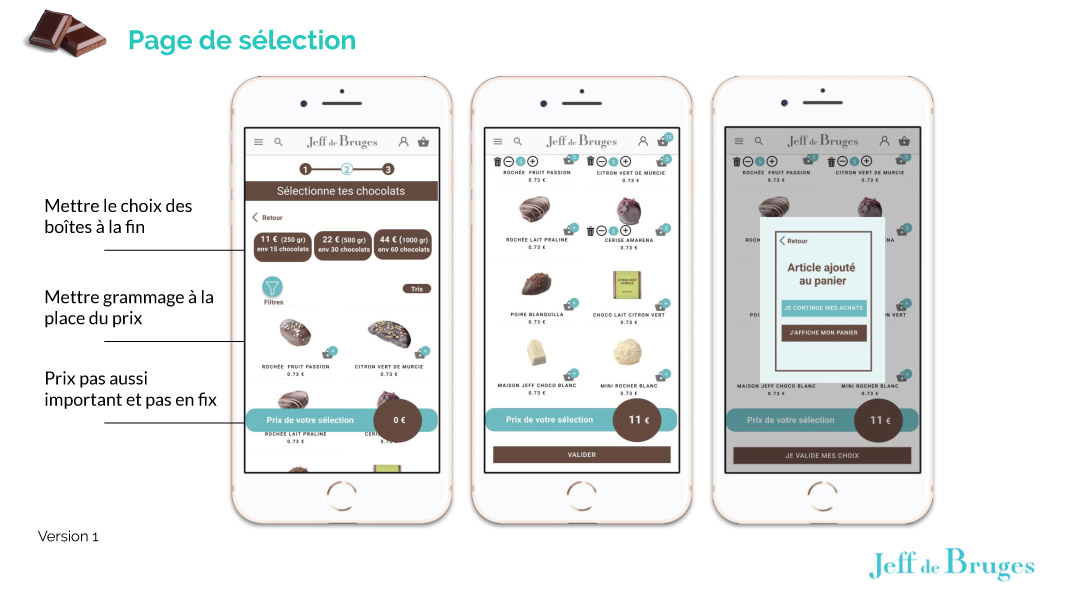 Page de sélection
Mettre le choix des
boîtes à la fin
Mettre grammage à la
place du prix
Prix pas aussi
important et pas en fix
Version 1
Jeff de Bruges
1 2 3
Sélectionne tes chocolats
Retour
11 € (250 gr)
env 15 chocolats
22 € (500 gr)
env 30 chocolats
44 € (1000 gr)
env 60 chocolats
Filtres
Tris
ROCHÉE FRUIT PASSION
0.73 €
CITRON VERT DE MURCIE
0.73 €
Prix de votre sélection
0 €
ROCHÉE LAIT PRALINE
0.73 €
Jeff de Bruges
ROCHÉE FRUIT PASSION
0.73 €
CITRON VERT DE MURCIE
0.73 €
ROCHÉE LAIT PRALINE
0.73 €
CERISE AMARENA
0.73 €
POIRE BLANQUILLA
0.73 €
CHOCO LAIT CITRON VERT
0.73 €
MAISON JEFF CHOCO BLANC
MINI ROCHER BLANC
0.73 €
Prix de votre sélection
11 €
VALIDER
Jeff de Bruges
ROCHÉE FRUIT PASSION
0.73 €
CITRON VERT DE MURCIE
0.73 €
Retour
Article ajouté
au panier
JE CONTINUE MES ACHATS
J'AFFICHE MON PANIER
MAISON JEFF CHOCO BLANC
MINI ROCHER BLANC
0.73 €
Prix de votre sélection
11 €
JE VALIDE MES CHOIX
Jeff de Bruges